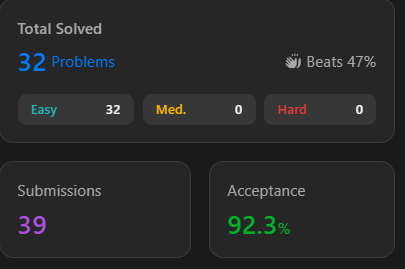 Total Solved
32 Problems
Beats 47%
Easy 32
Med. 0
Hard 0
Submissions
39
Acceptance
92.3%